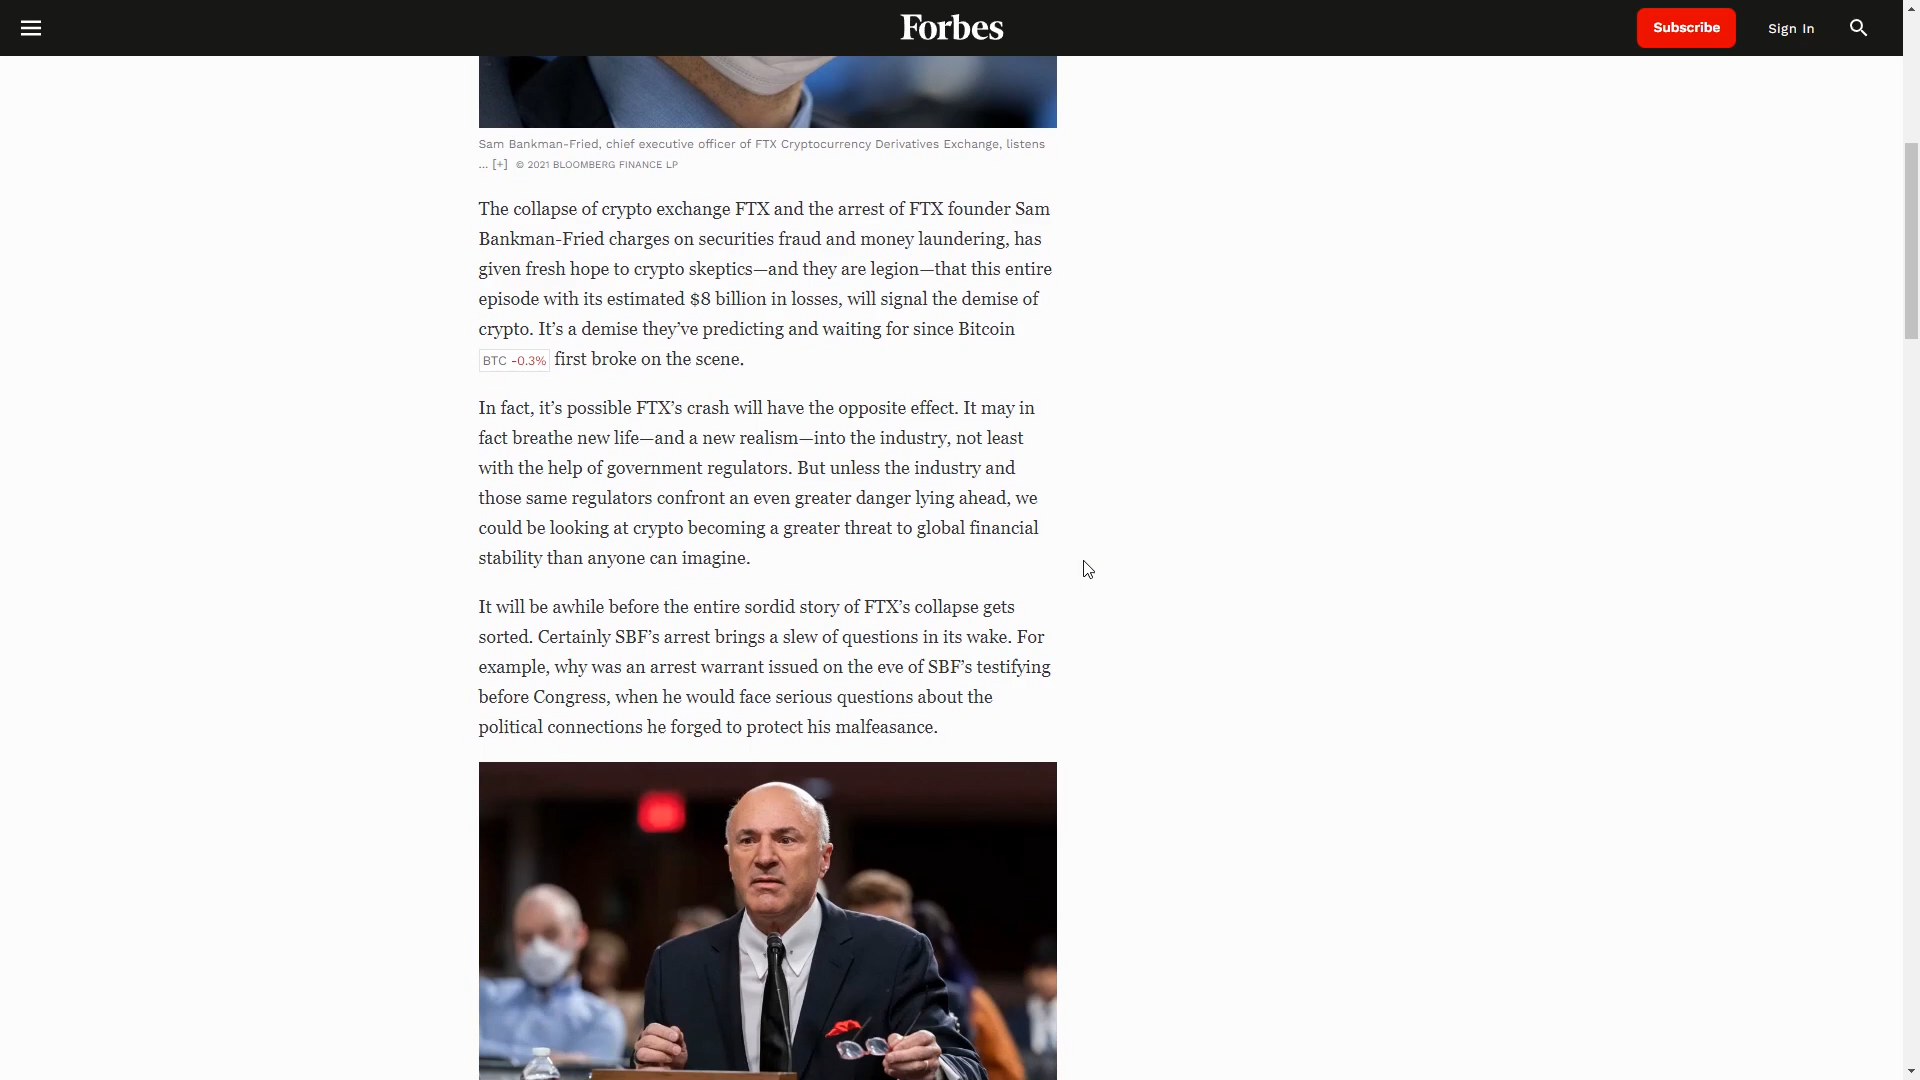 Forbes
Subscribe
Sign In
Sam Bankman-Fried, chief executive officer of FTX Cryptocurrency Derivatives Exchange, listens
... [+] © 2021 BLOOMBERG FINANCE LP
The collapse of crypto exchange FTX and the arrest of FTX founder Sam
Bankman-Fried charges on securities fraud and money laundering, has
given fresh hope to crypto skeptics—and they are legion—that this entire
episode with its estimated $8 billion in losses, will signal the demise of
crypto. It’s a demise they’ve predicting and waiting for since Bitcoin
BTC -0.3% first broke on the scene.
In fact, it’s possible FTX’s crash will have the opposite effect. It may in
fact breathe new life—and a new realism—into the industry, not least
with the help of government regulators. But unless the industry and
those same regulators confront an even greater danger lying ahead, we
could be looking at crypto becoming a greater threat to global financial
stability than anyone can imagine.
It will be awhile before the entire sordid story of FTX’s collapse gets
sorted. Certainly SBF’s arrest brings a slew of questions in its wake. For
example, why was an arrest warrant issued on the eve of SBF’s testifying
before Congress, when he would face serious questions about the
political connections he forged to protect his malfeasance.